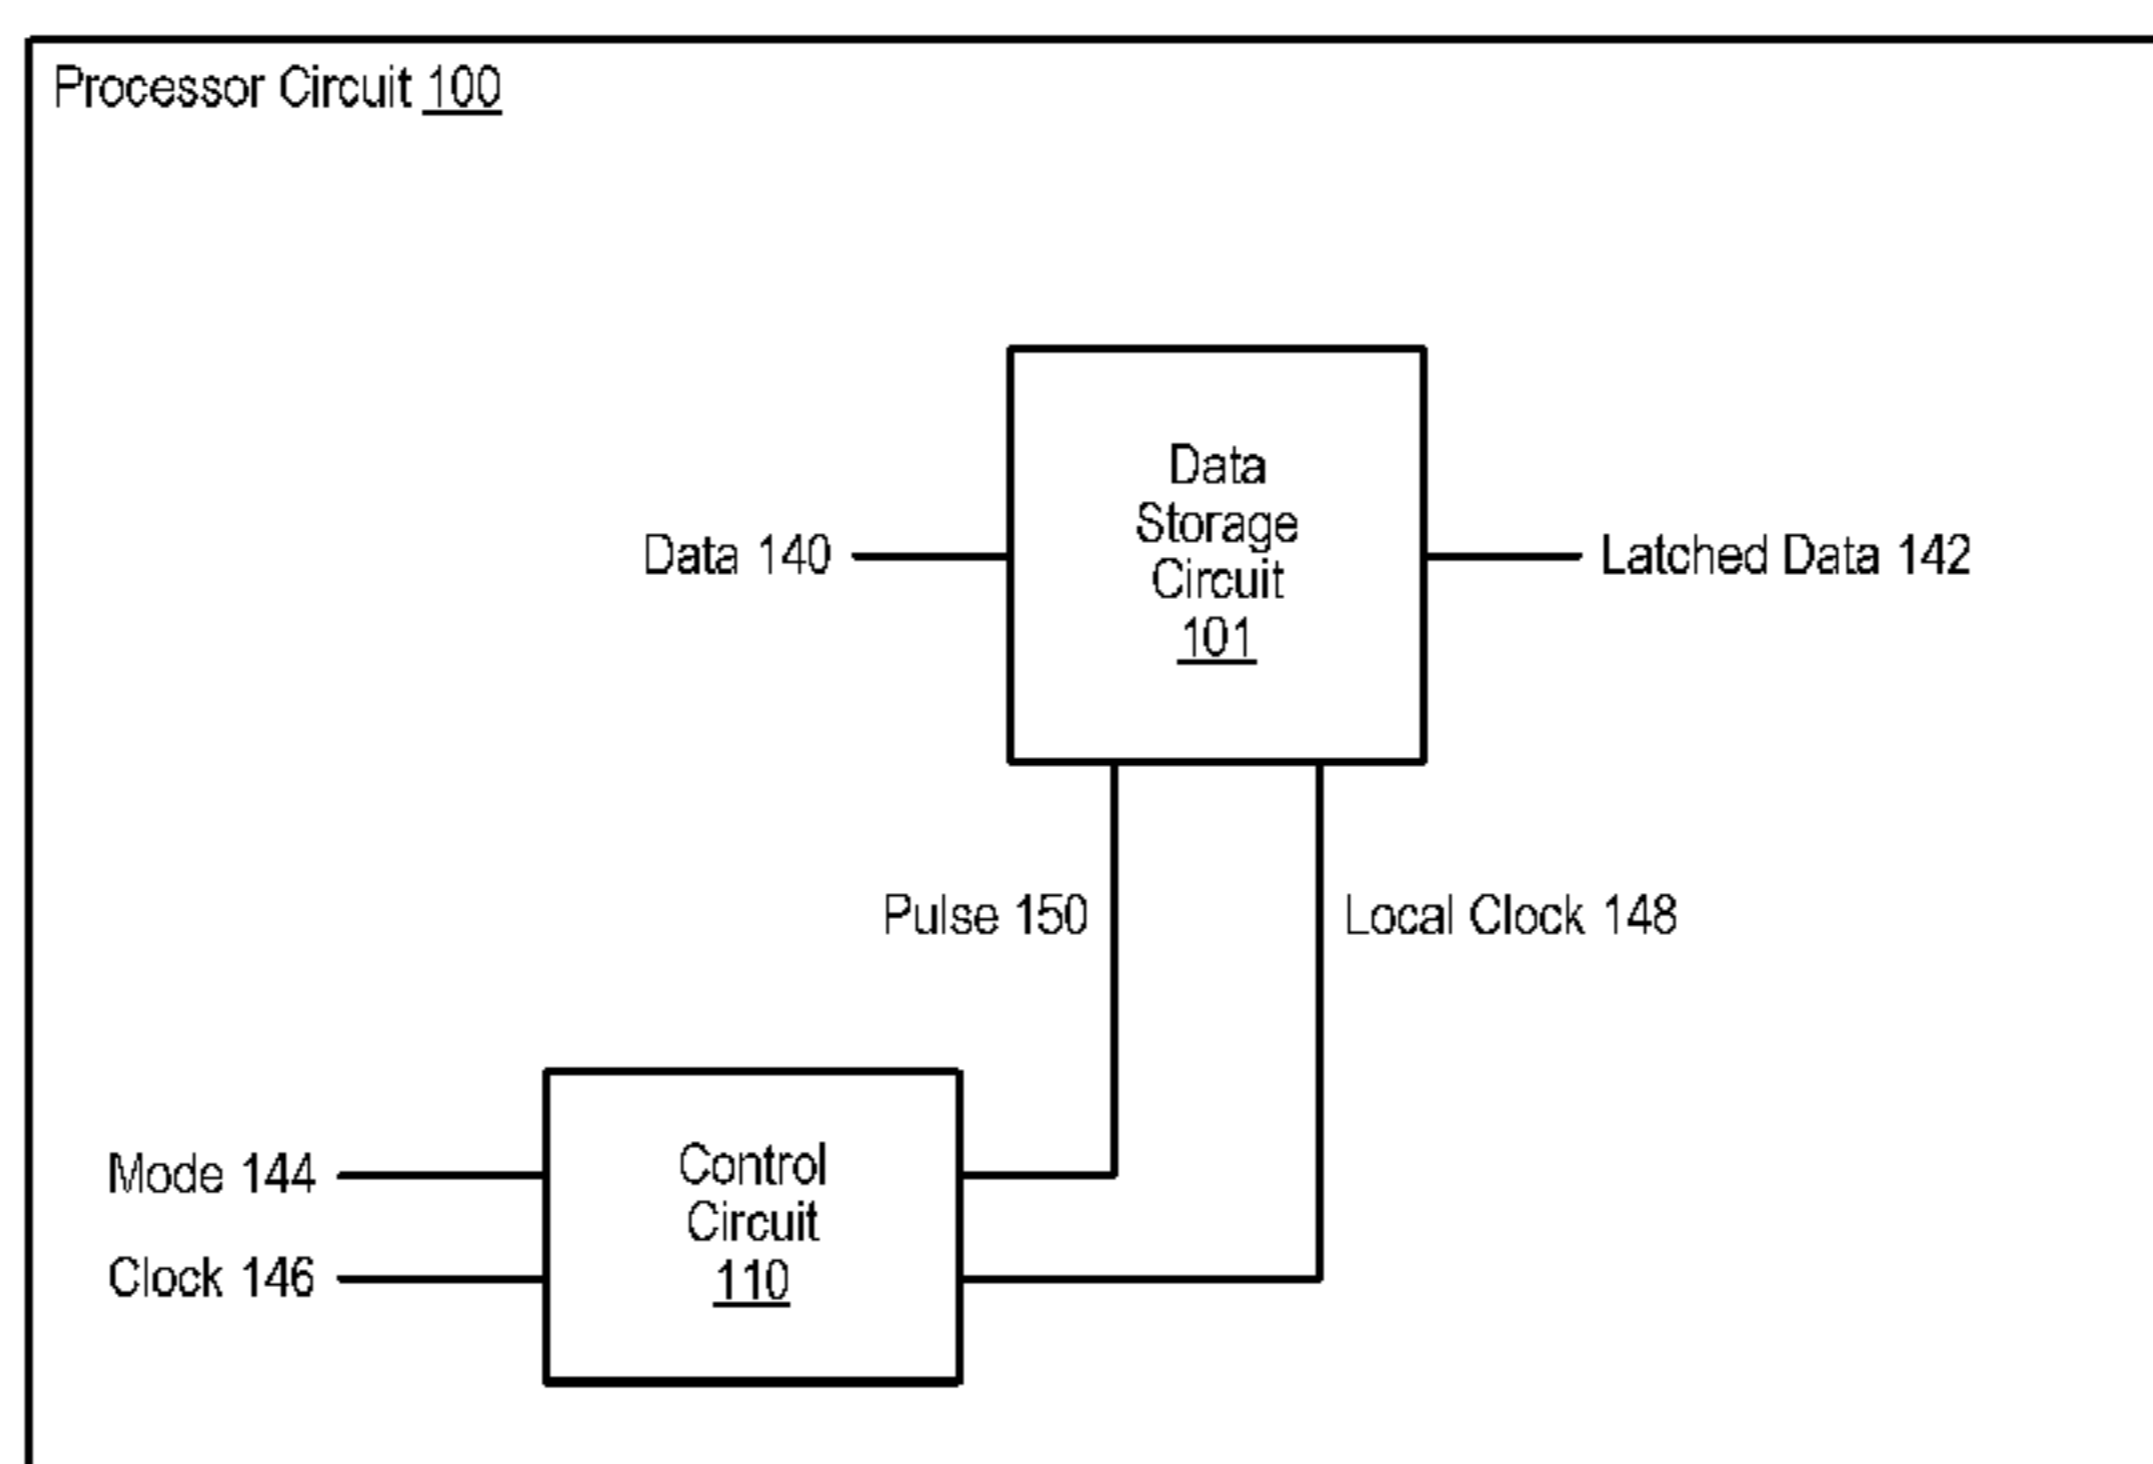 Processor Circuit 100
Data
Storage
Circuit
101
Data 140
Latched Data 142
Pulse 150
Local Clock 148
Control
Circuit
110
Mode 144
Clock 146